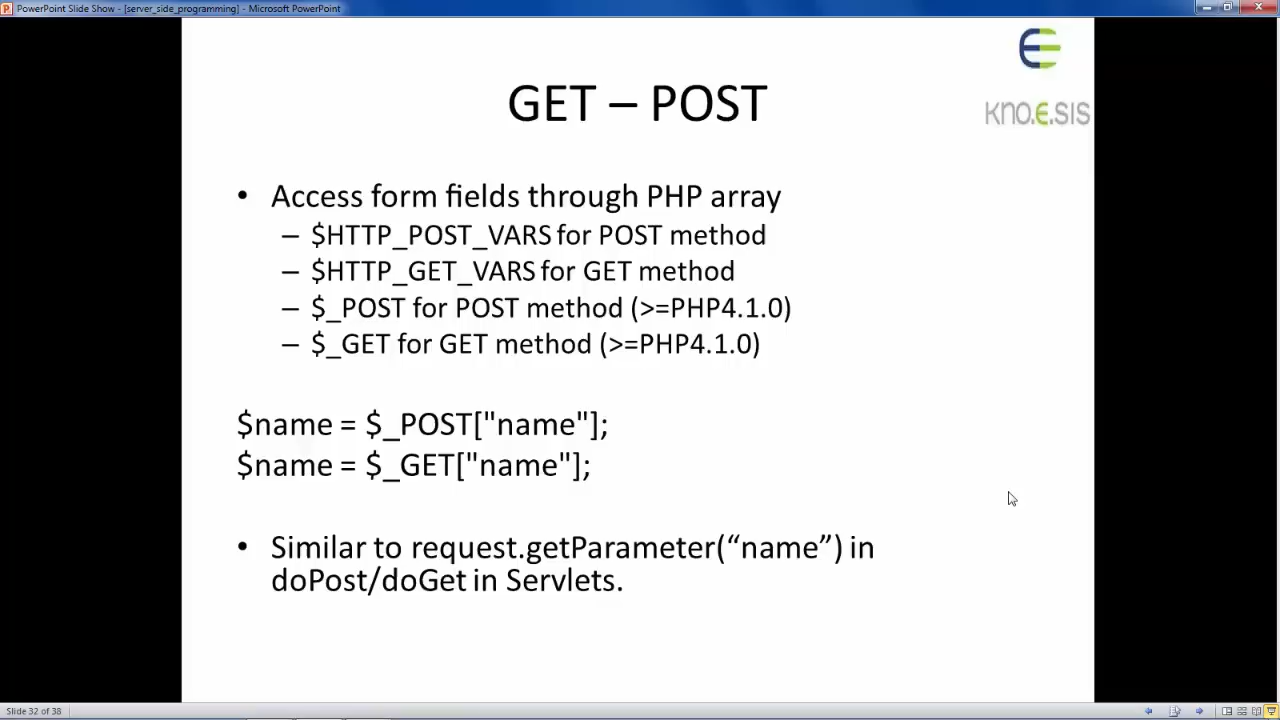 PowerPoint Slide Show - [server_side_programming] - Microsoft PowerPoint
GET – POST
KNO.E.SIS
• Access form fields through PHP array
– $HTTP_POST_VARS for POST method
– $HTTP_GET_VARS for GET method
– $_POST for POST method (>=PHP4.1.0)
– $_GET for GET method (>=PHP4.1.0)
$name = $_POST["name"];
$name = $_GET["name"];
• Similar to request.getParameter(“name”) in
doPost/doGet in Servlets.
Slide 32 of 38